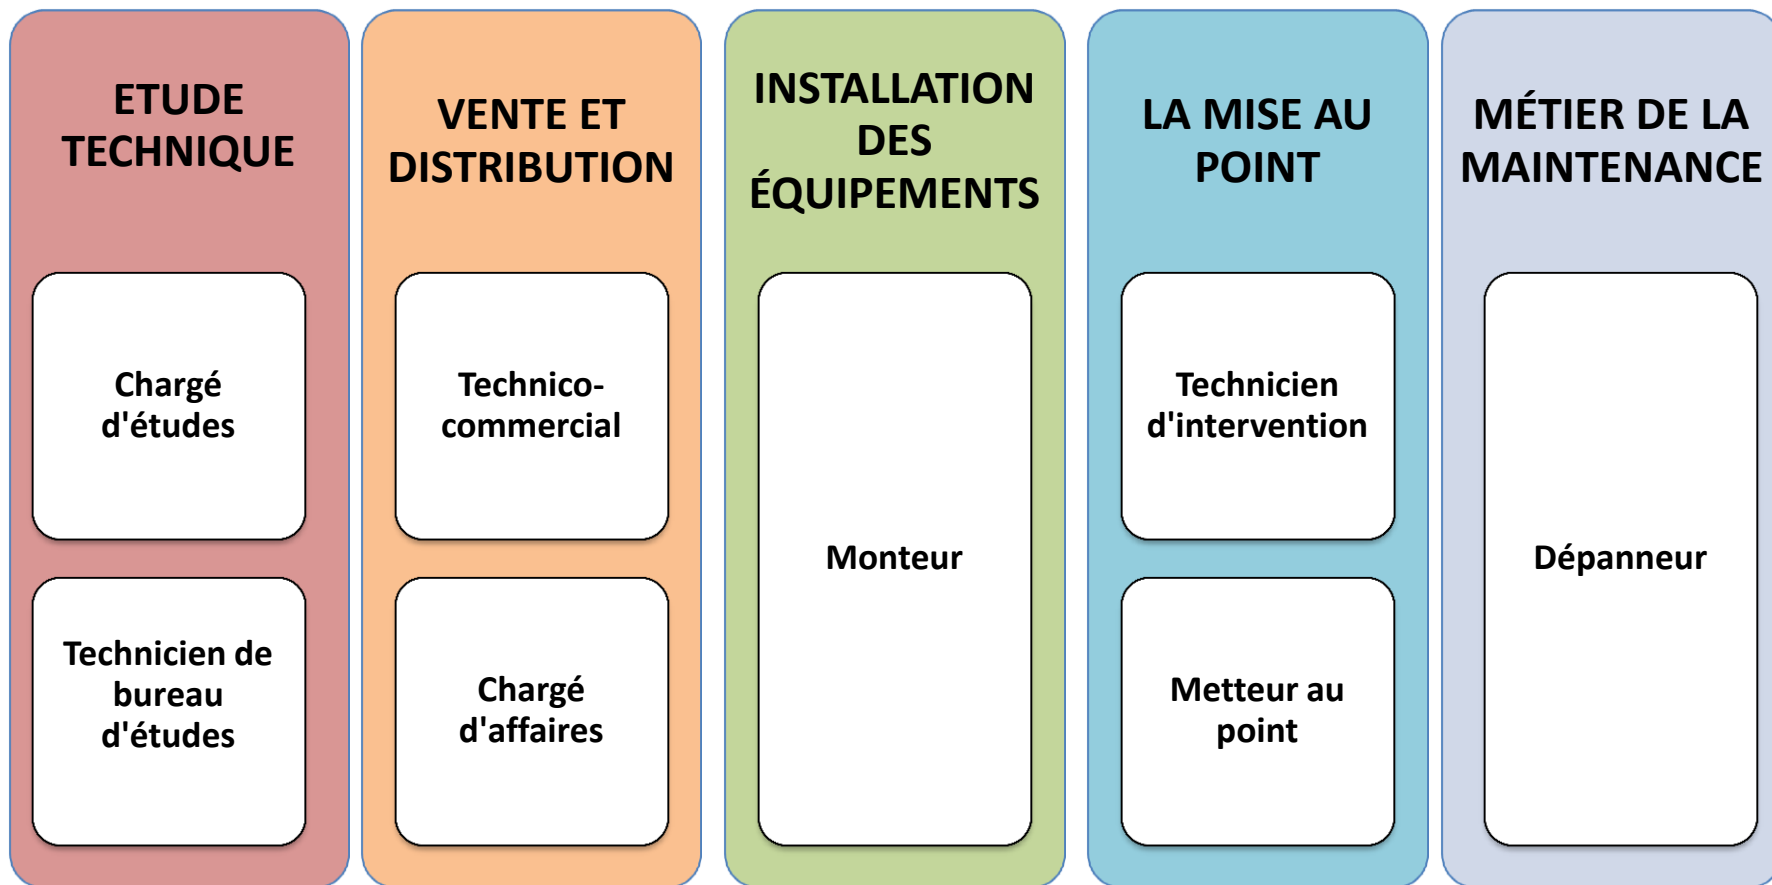 ETUDE
TECHNIQUE
Chargé
d'études
Technicien de
bureau
d'études
VENTE ET
DISTRIBUTION
Technico-
commercial
Chargé
d'affaires
INSTALLATION
DES
ÉQUIPEMENTS
Monteur
LA MISE AU
POINT
Technicien
d'intervention
Metteur au
point
MÉTIER DE LA
MAINTENANCE
Dépanneur